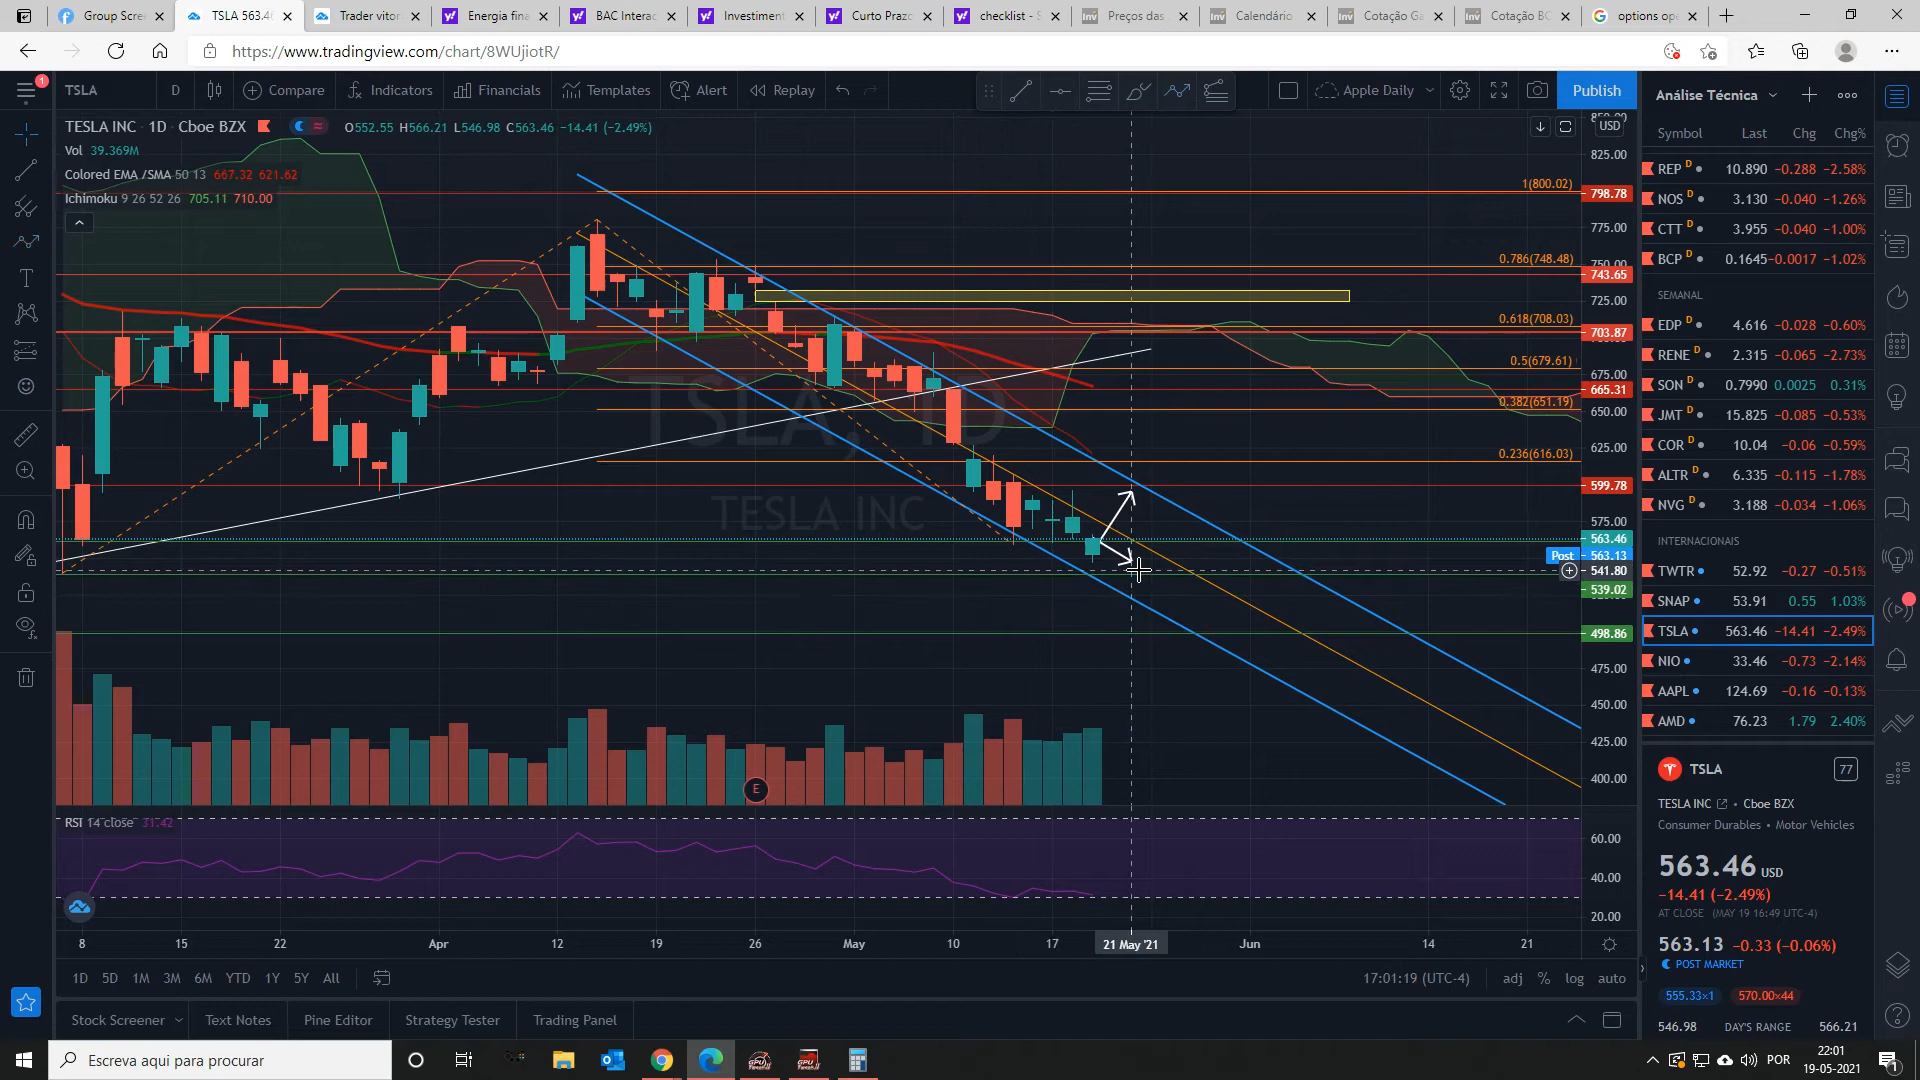 Group Scree
TSLA 563.46
Trader vitor
Energia fina
BAC Interac
Investiment
Curto Prazo
checklist - S
Preços das
Calendário
Cotação Ga
Cotação BC
options ope
https://www.tradingview.com/chart/8WUjiotR/
1
TSLA D Compare Indicators Financials Templates Alert Replay Apple Daily Publish
TESLA INC · 1D · Cboe BZX O552.55 H566.21 L546.98 C563.46 −14.41 (−2.49%)
Vol 39.369M
Colored EMA /SMA 50 13 667.32 621.62
Ichimoku 9 26 52 26 705.11 710.00
TSLA, 1D
TESLA INC
USD
825.00
1(800.02)
798.78
775.00
0.786(748.48)
743.65
725.00
0.618(708.03)
703.87
0.5(679.61)
675.00
665.31
0.382(651.19)
650.00
625.00
0.236(616.03)
599.78
575.00
563.46
Post 563.13
541.80
539.02
498.86
475.00
450.00
425.00
400.00
E
RSI 14 close 31.42
60.00
40.00
20.00
8 15 22 Apr 12 19 26 May 10 17 21 May '21 Jun 14 21
1D 5D 1M 3M 6M YTD 1Y 5Y All
17:01:19 (UTC-4) adj % log auto
Stock Screener Text Notes Pine Editor Strategy Tester Trading Panel
Análise Técnica
Symbol Last Chg Chg%
REP D 10.890 −0.288 −2.58%
NOS D 3.130 −0.040 −1.26%
CTT D 3.955 −0.040 −1.00%
BCP D 0.1645 −0.0017 −1.02%
SEMANAL
EDP 4.616 −0.028 −0.60%
RENE 2.315 −0.065 −2.73%
SON 0.7990 0.0025 0.31%
JMT 15.825 −0.085 −0.53%
COR 10.04 −0.06 −0.59%
ALTR 6.335 −0.115 −1.78%
NVG 3.188 −0.034 −1.06%
INTERNACIONAIS
TWTR 52.92 −0.27 −0.51%
SNAP 53.91 0.55 1.03%
TSLA 563.46 −14.41 −2.49%
NIO 33.46 −0.73 −2.14%
AAPL 124.69 −0.16 −0.13%
AMD 76.23 1.79 2.40%
TSLA 77
TESLA INC • Cboe BZX
Consumer Durables • Motor Vehicles
563.46 USD
−14.41 (−2.49%)
AT CLOSE (MAY 19 16:49 UTC-4)
563.13 −0.33 (−0.06%)
POST MARKET
555.33×1 570.00×44
546.98 DAY'S RANGE 566.21
Escreva aqui para procurar
POR
22:01
19-05-2021
1